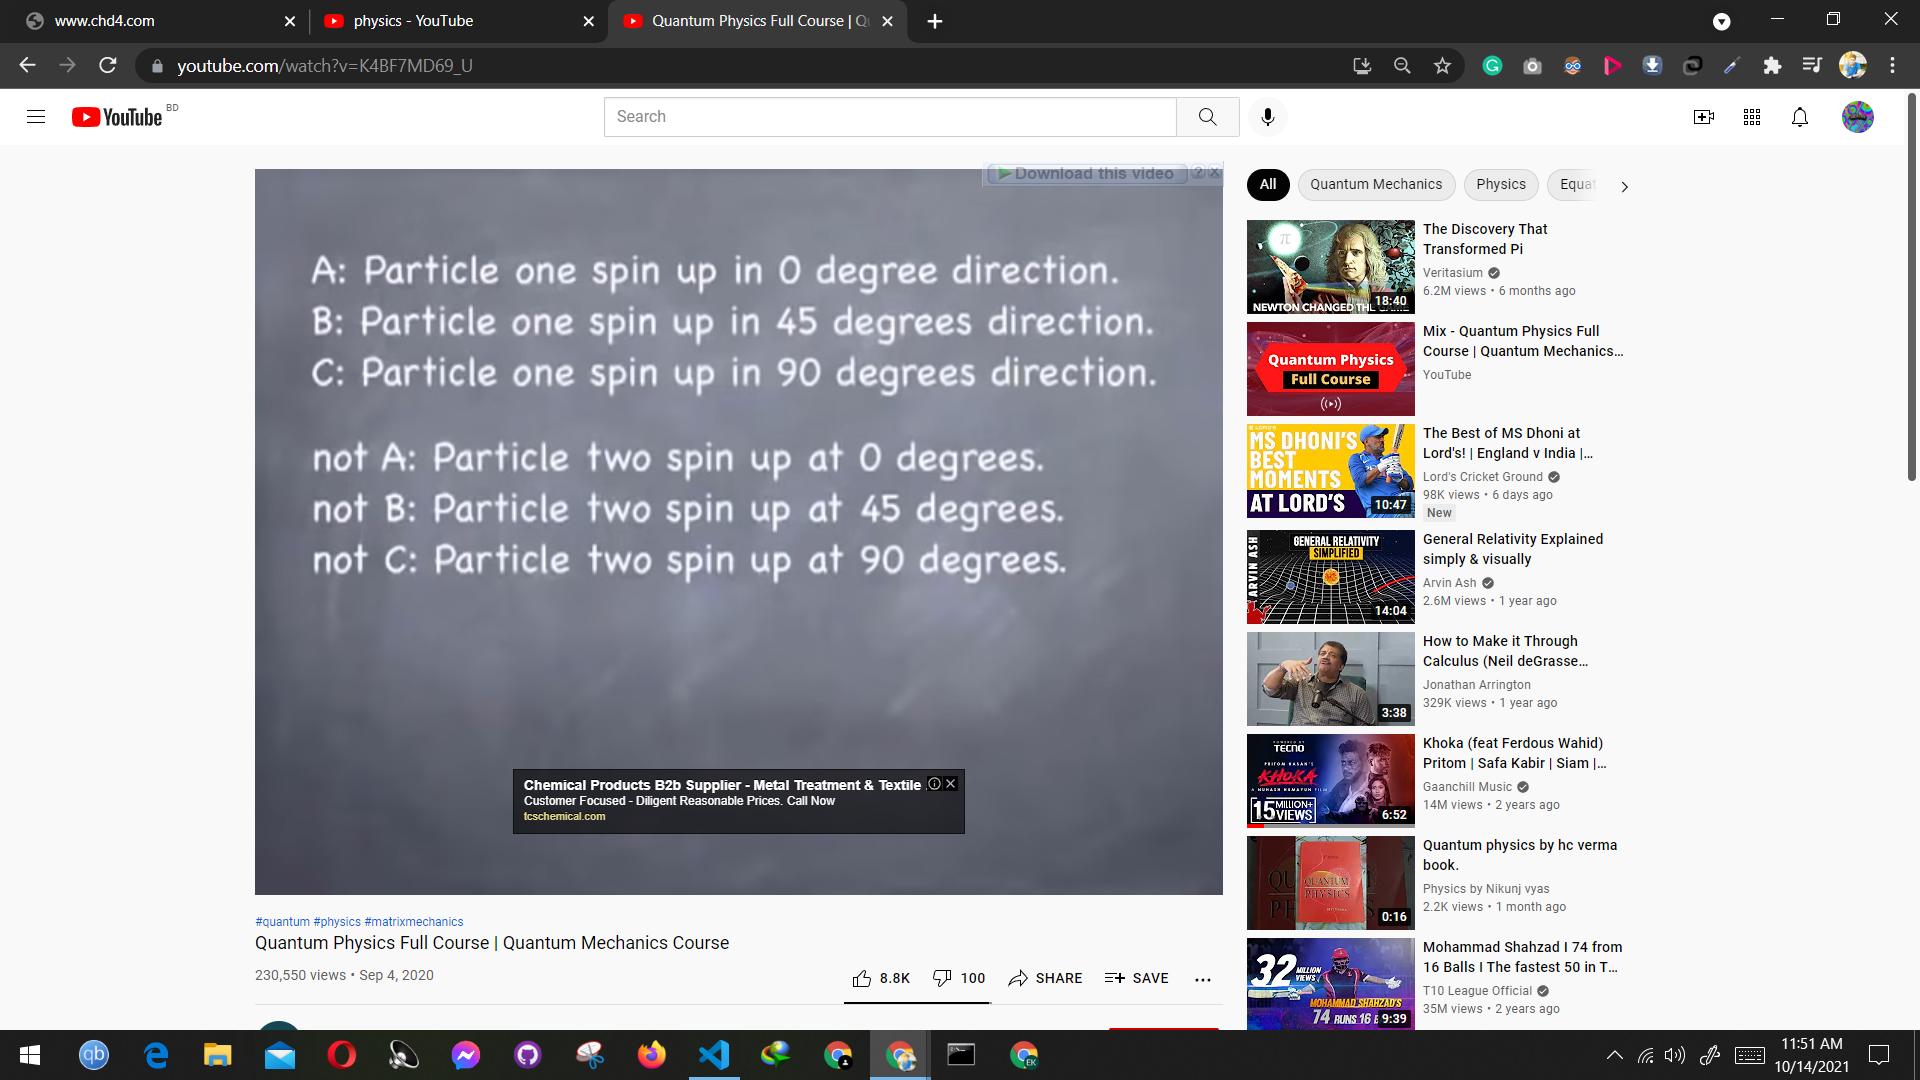 www.chd4.com
physics - YouTube
Quantum Physics Full Course | Qu
youtube.com/watch?v=K4BF7MD69_U
YouTube BD
Search
Download this video ? X
A: Particle one spin up in 0 degree direction.
B: Particle one spin up in 45 degrees direction.
C: Particle one spin up in 90 degrees direction.
not A: Particle two spin up at 0 degrees.
not B: Particle two spin up at 45 degrees.
not C: Particle two spin up at 90 degrees.
Chemical Products B2b Supplier - Metal Treatment & Textile
Customer Focused - Diligent Reasonable Prices. Call Now
tcschemical.com
#quantum #physics #matrixmechanics
Quantum Physics Full Course | Quantum Mechanics Course
230,550 views • Sep 4, 2020
8.8K 100 SHARE SAVE
All Quantum Mechanics Physics Equat
π
NEWTON CHANGED THE GAME
18:40
The Discovery That
Transformed Pi
Veritasium
6.2M views • 6 months ago
Quantum Physics
Full Course
Mix - Quantum Physics Full
Course | Quantum Mechanics...
YouTube
MS DHONI'S
BEST
MOMENTS
AT LORD'S
10:47
The Best of MS Dhoni at
Lord's! | England v India |...
Lord's Cricket Ground
98K views • 6 days ago
New
ARVIN ASH
GENERAL RELATIVITY
SIMPLIFIED
14:04
General Relativity Explained
simply & visually
Arvin Ash
2.6M views • 1 year ago
3:38
How to Make it Through
Calculus (Neil deGrasse...
Jonathan Arrington
329K views • 1 year ago
TECNO
PRITOM HASAN'S
KHOKA
A NUHASH HUMAYUN FILM
15 MILLION+
VIEWS
6:52
Khoka (feat Ferdous Wahid)
Pritom | Safa Kabir | Siam |...
Gaanchill Music
14M views • 2 years ago
QUANTUM
PHYSICS
0:16
Quantum physics by hc verma
book.
Physics by Nikunj vyas
2.2K views • 1 month ago
32 MILLION
VIEWS
MOHAMMAD SHAHZAD'S
74 RUNS 16 B
9:39
Mohammad Shahzad I 74 from
16 Balls I The fastest 50 in T...
T10 League Official
35M views • 2 years ago
qb
EK
11:51 AM
10/14/2021